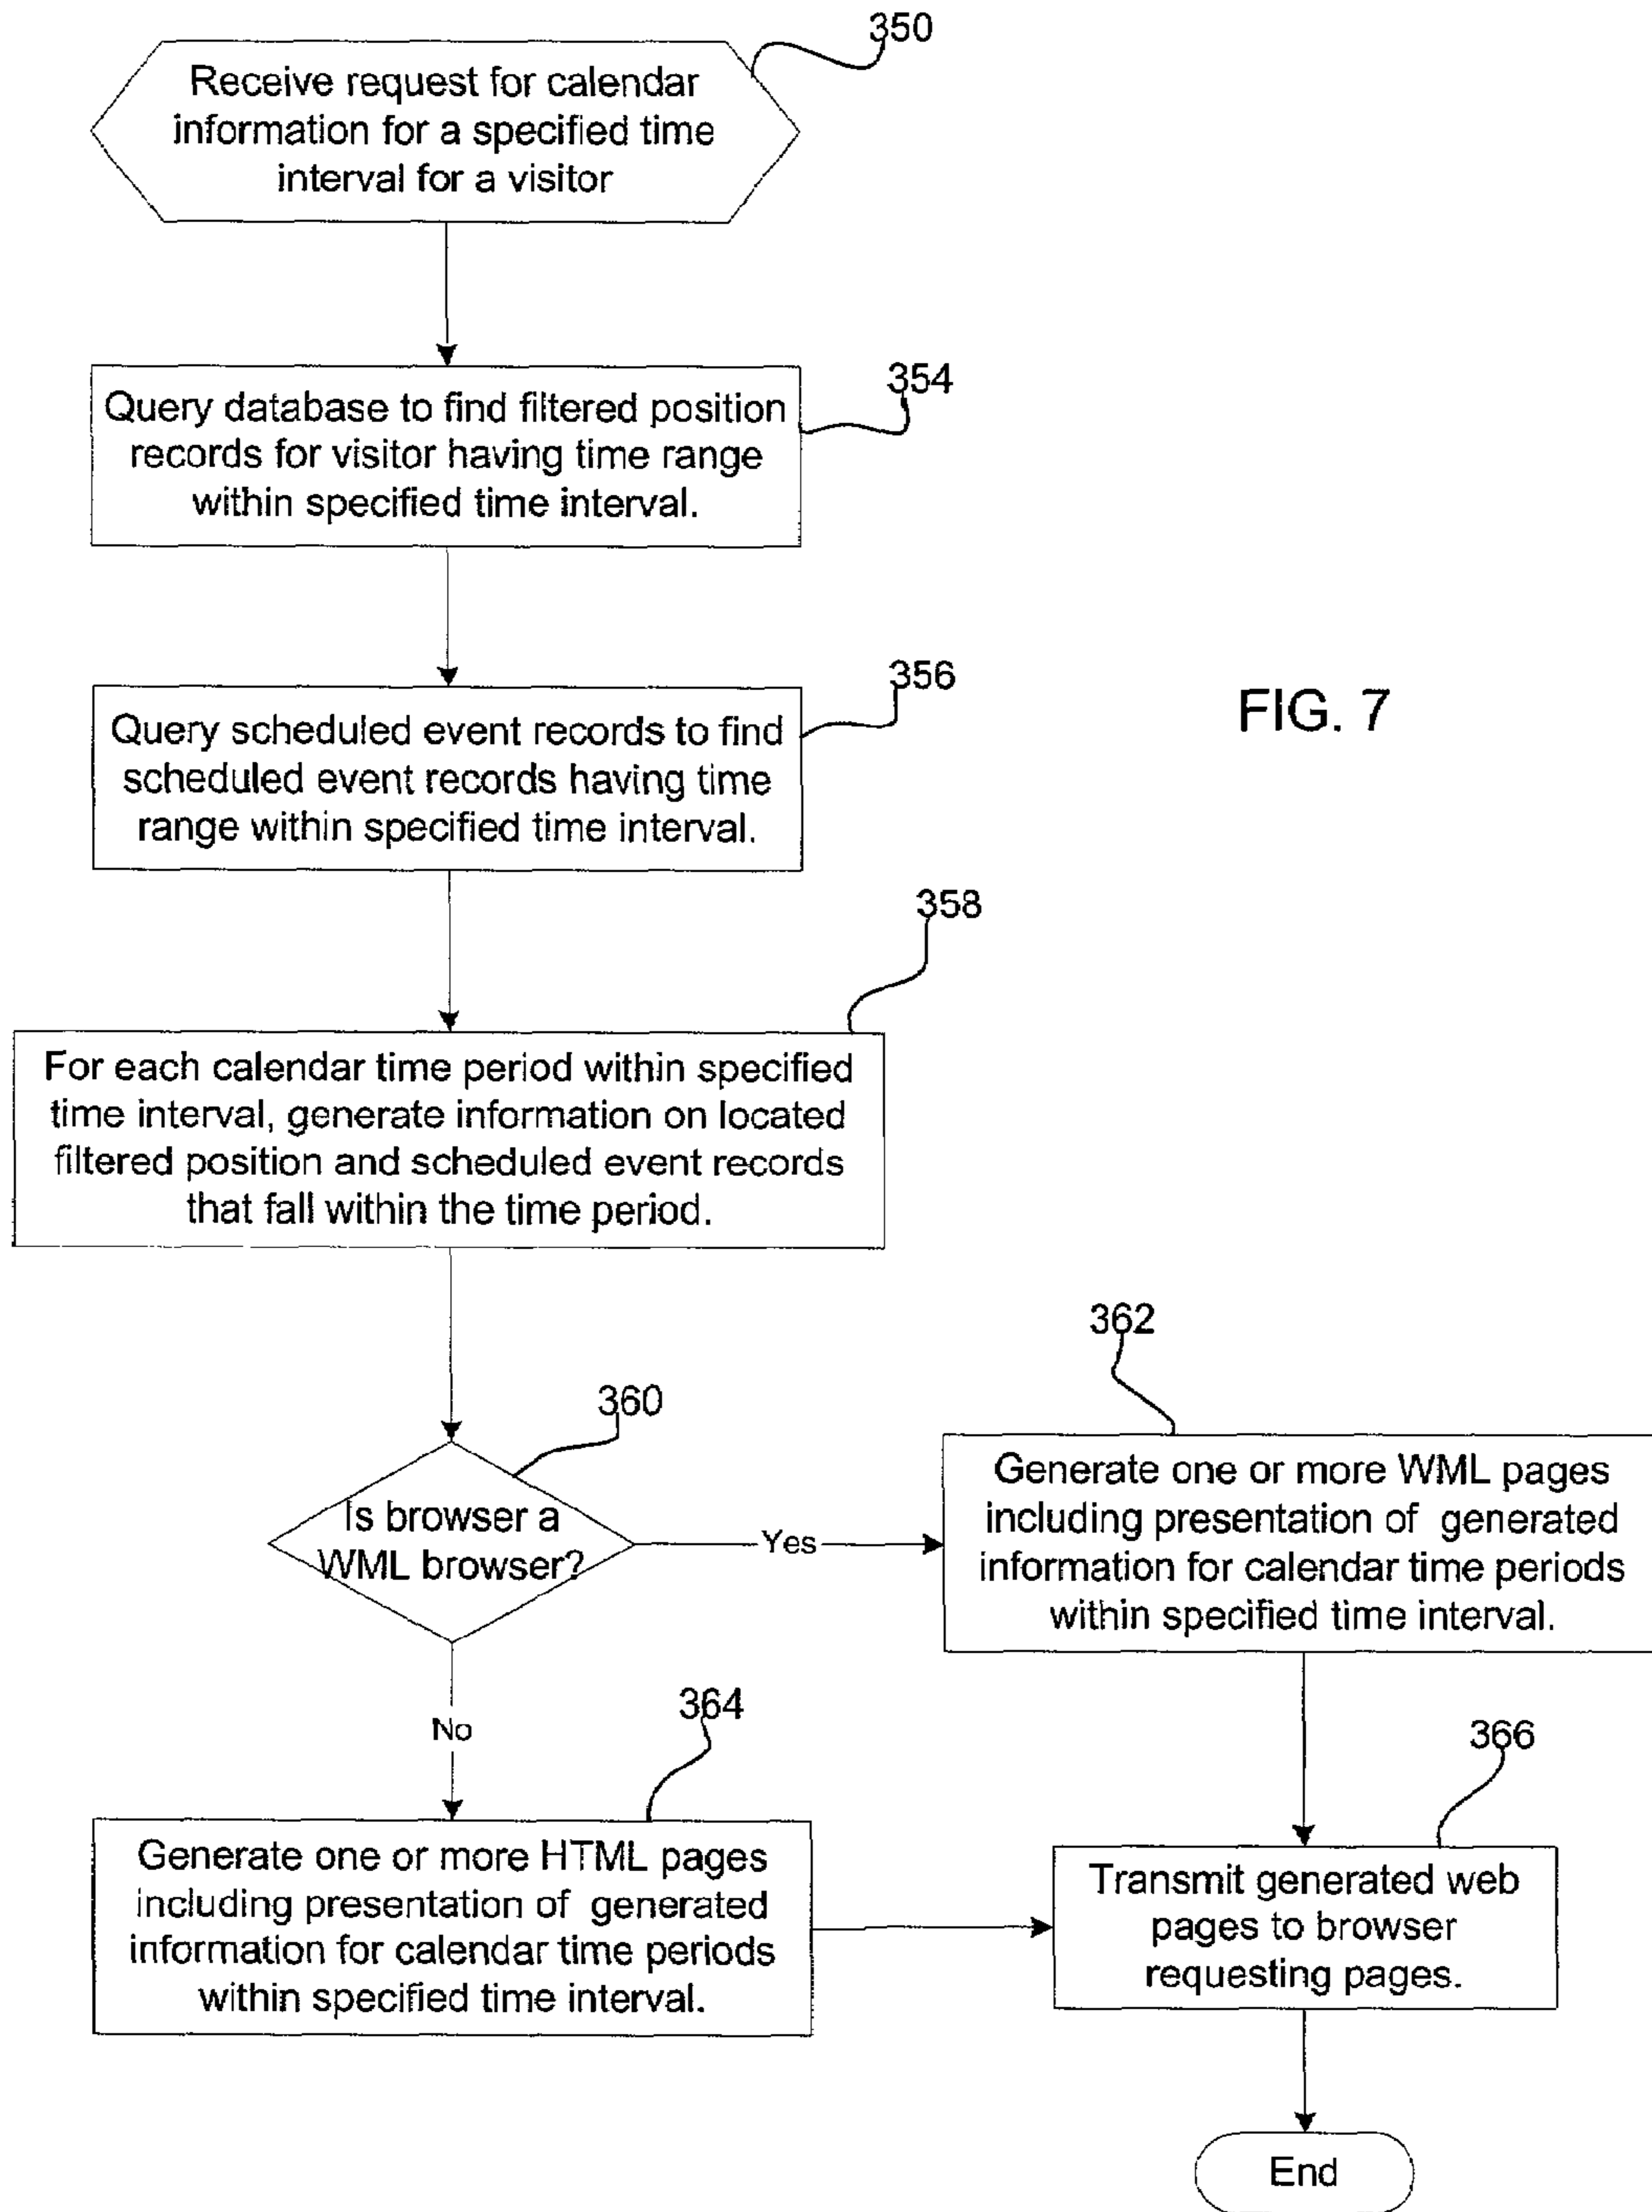 350
Receive request for calendar
information for a specified time
interval for a visitor
354
Query database to find filtered position
records for visitor having time range
within specified time interval.
356
Query scheduled event records to find
scheduled event records having time
range within specified time interval.
FIG. 7
358
For each calendar time period within specified
time interval, generate information on located
filtered position and scheduled event records
that fall within the time period.
360
Is browser a
WML browser?
Yes
362
Generate one or more WML pages
including presentation of generated
information for calendar time periods
within specified time interval.
No
364
Generate one or more HTML pages
including presentation of generated
information for calendar time periods
within specified time interval.
366
Transmit generated web
pages to browser
requesting pages.
End